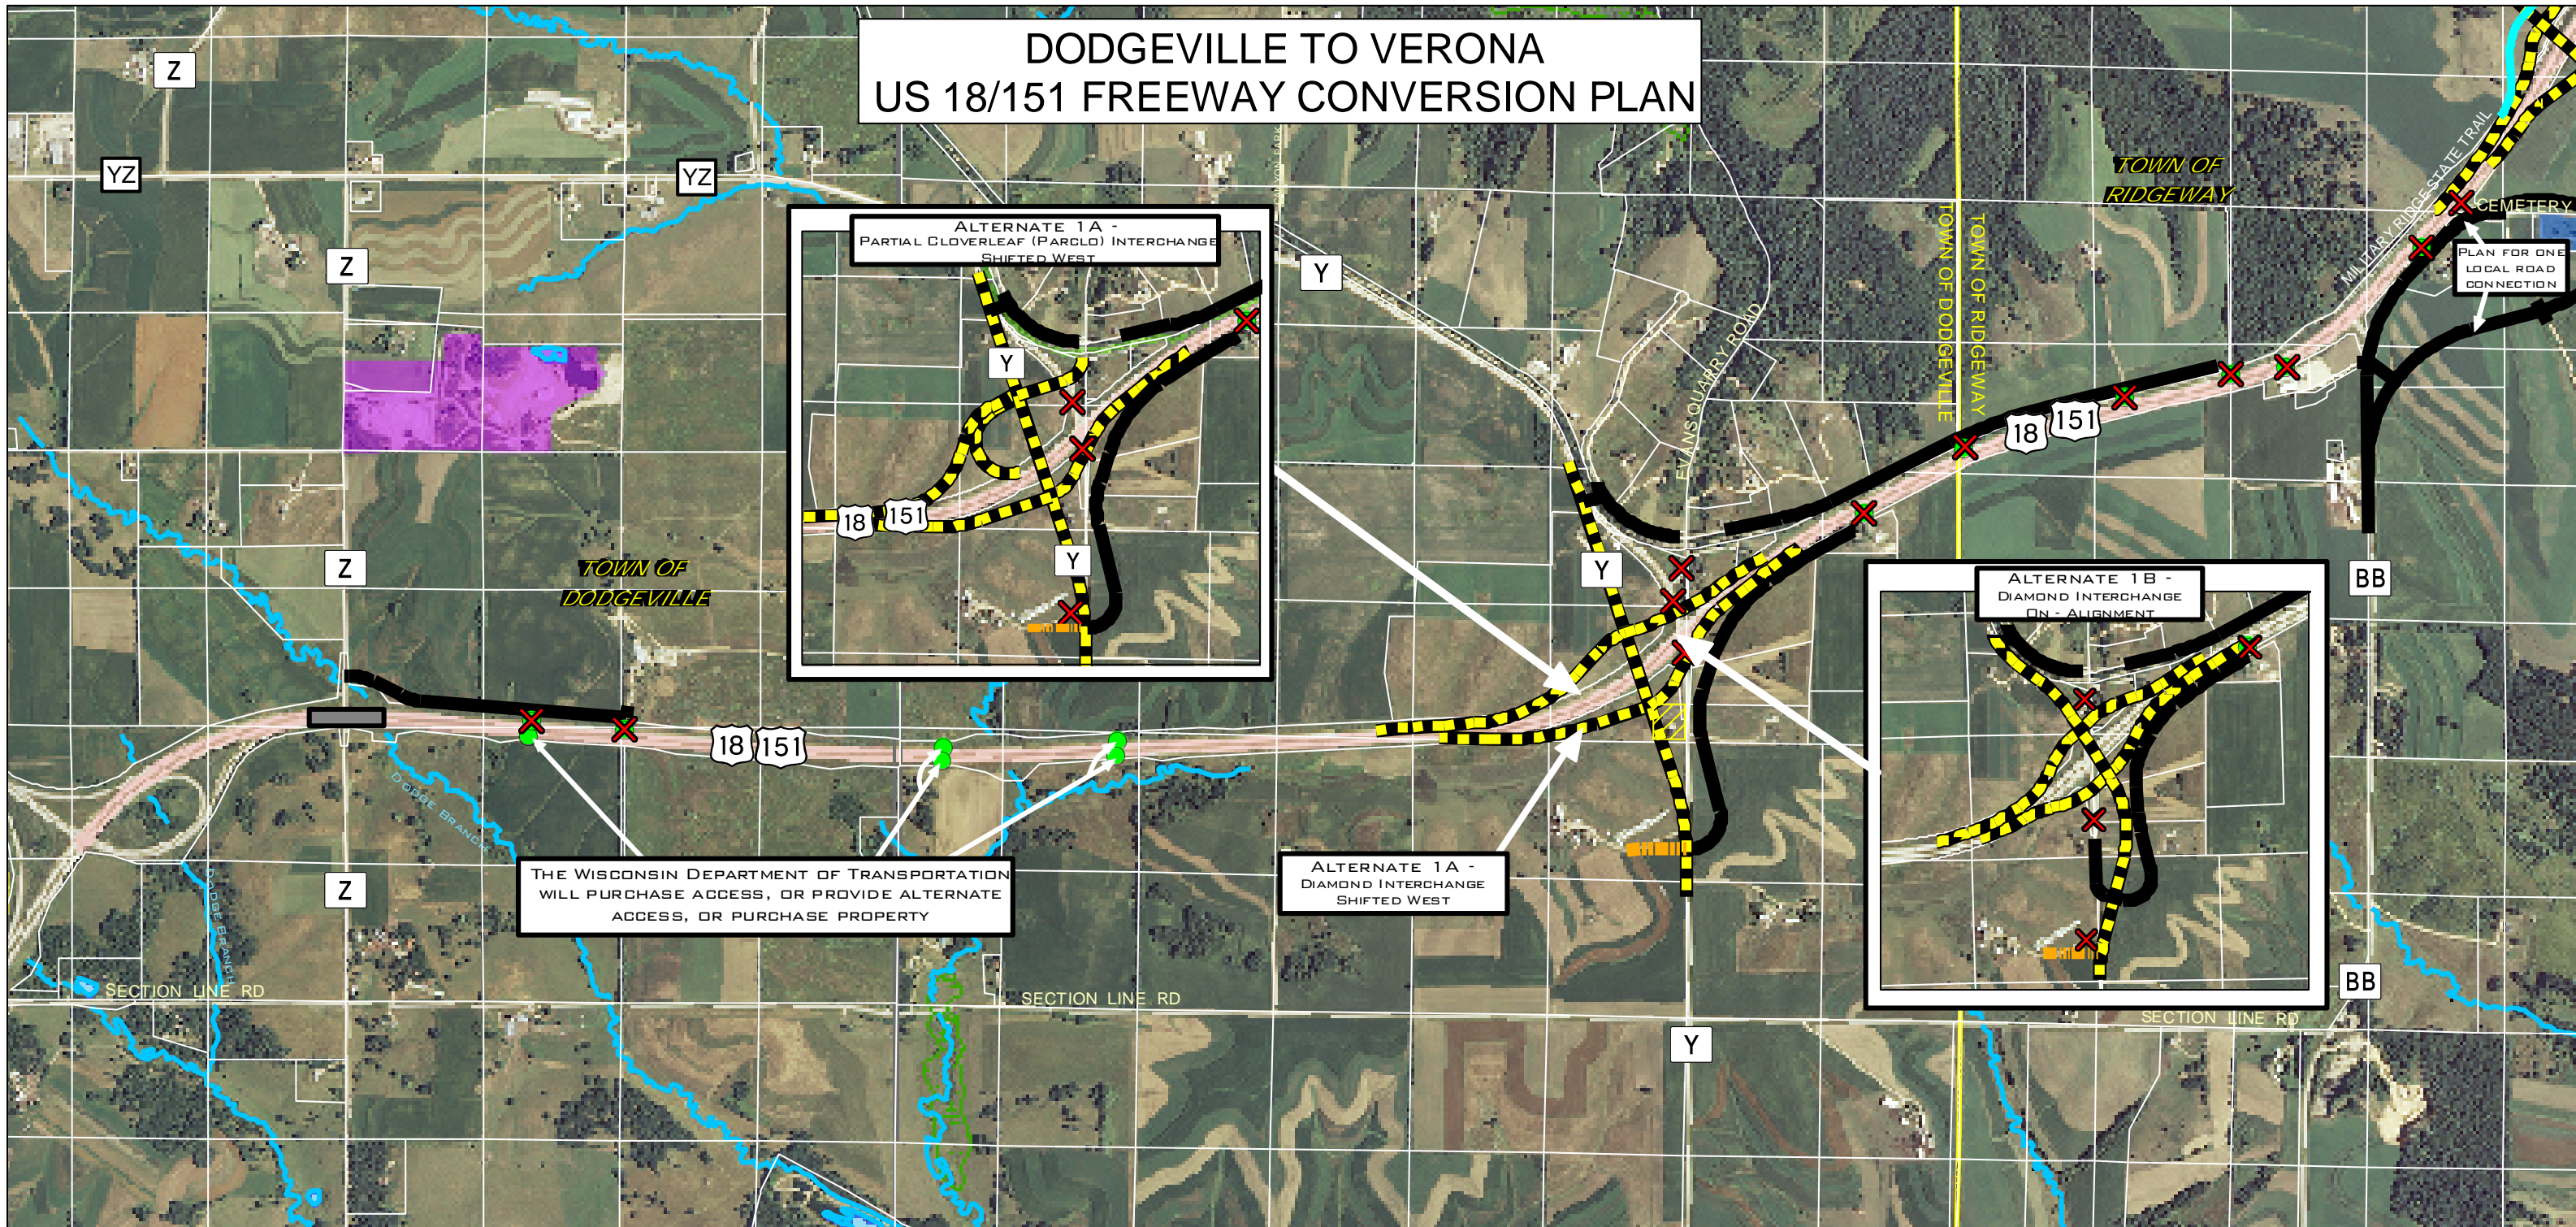 DODGEVILLE TO VERONA
US 18/151 FREEWAY CONVERSION PLAN
Z
YZ
YZ
Z
Z
Z
TOWN OF
DODGEVILLE
18
151
DODGE BRANCH
DODGE BRANCH
SECTION LINE RD
THE WISCONSIN DEPARTMENT OF TRANSPORTATION
WILL PURCHASE ACCESS, OR PROVIDE ALTERNATE
ACCESS, OR PURCHASE PROPERTY
ALTERNATE 1A -
PARTIAL CLOVERLEAF (PARCLO) INTERCHANGE
SHIFTED WEST
Y
18
151
Y
Y
EVANS QUARRY ROAD
Y
ALTERNATE 1A -
DIAMOND INTERCHANGE
SHIFTED WEST
SECTION LINE RD
Y
TOWN OF DODGEVILLE
TOWN OF RIDGEWAY
TOWN OF
RIDGEWAY
18
151
MILITARY RIDGE STATE TRAIL
CEMETERY
PLAN FOR ONE
LOCAL ROAD
CONNECTION
BB
ALTERNATE 1B -
DIAMOND INTERCHANGE
ON - ALIGNMENT
BB
SECTION LINE RD